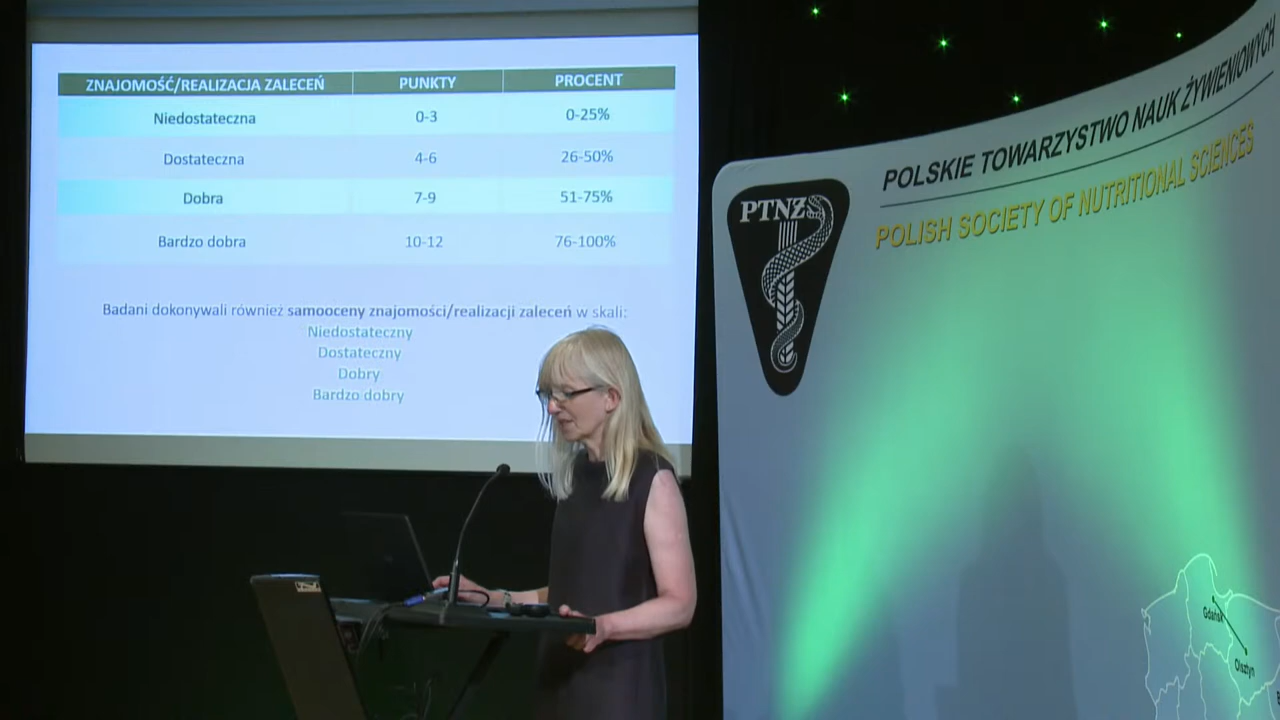 ZNAJOMOŚĆ/REALIZACJA ZALECEŃ PUNKTY PROCENT
Niedostateczna 0-3 0-25%
Dostateczna 4-6 26-50%
Dobra 7-9 51-75%
Bardzo dobra 10-12 76-100%
Badani dokonywali również samooceny znajomości/realizacji zaleceń w skali:
Niedostateczny
Dostateczny
Dobry
Bardzo dobry
POLSKIE TOWARZYSTWO NAUK ŻYWIENIOWYCH
POLISH SOCIETY OF NUTRITIONAL SCIENCES
PTNŻ
Gdańsk
Olsztyn